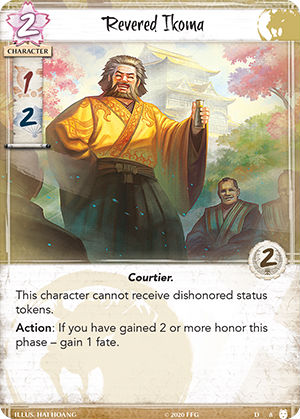 2
Revered Ikoma
CHARACTER
1
2
2
Courtier.
This character cannot receive dishonored status
tokens.
Action: If you have gained 2 or more honor this
phase – gain 1 fate.
ILLUS. HAI HOANG
© 2020 FFG
D
8